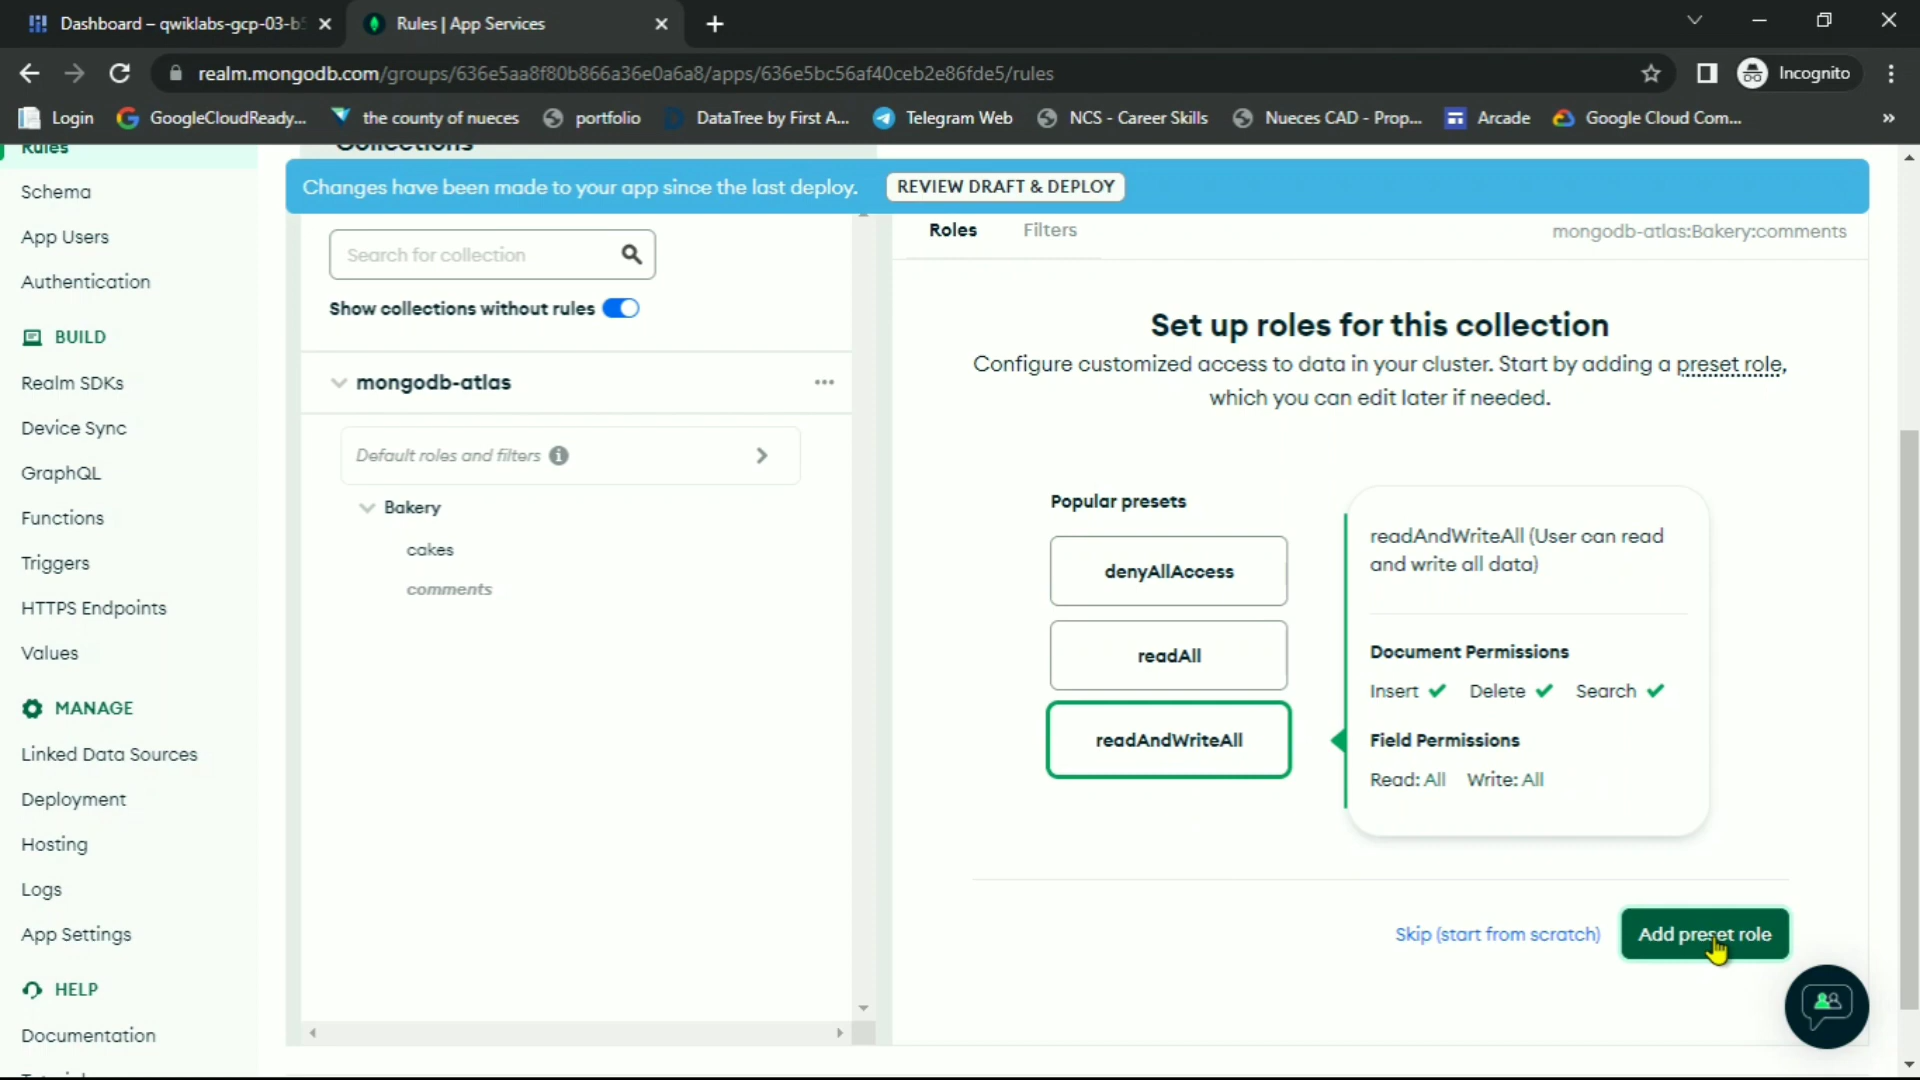 Dashboard – qwiklabs-gcp-03-b
Rules | App Services
realm.mongodb.com/groups/636e5aa8f80b866a36e0a6a8/apps/636e5bc56af40ceb2e86fde5/rules
Incognito
Login
GoogleCloudReady...
the county of nueces
portfolio
DataTree by First A...
Telegram Web
NCS - Career Skills
Nueces CAD - Prop...
Arcade
Google Cloud Com...
»
Rules
Schema
App Users
Authentication
BUILD
Realm SDKs
Device Sync
GraphQL
Functions
Triggers
HTTPS Endpoints
Values
MANAGE
Linked Data Sources
Deployment
Hosting
Logs
App Settings
HELP
Documentation
Collections
Changes have been made to your app since the last deploy.
REVIEW DRAFT & DEPLOY
Search for collection
Show collections without rules
mongodb-atlas
Default roles and filters
Bakery
cakes
comments
Roles
Filters
mongodb-atlas:Bakery:comments
Set up roles for this collection
Configure customized access to data in your cluster. Start by adding a preset role,
which you can edit later if needed.
Popular presets
denyAllAccess
readAll
readAndWriteAll
readAndWriteAll (User can read
and write all data)
Document Permissions
Insert ✓ Delete ✓ Search ✓
Field Permissions
Read: All Write: All
Skip (start from scratch)
Add preset role